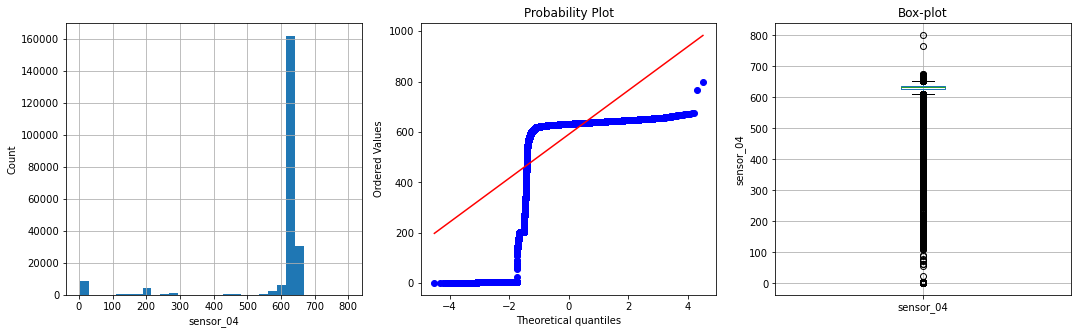 Probability Plot
Box-plot
160000
140000
120000
100000
80000
60000
40000
20000
0
Count
0 100 200 300 400 500 600 700 800
sensor_04
1000
800
600
400
200
0
Ordered Values
−4 −2 0 2 4
Theoretical quantiles
800
700
600
500
400
300
200
100
0
sensor_04
sensor_04